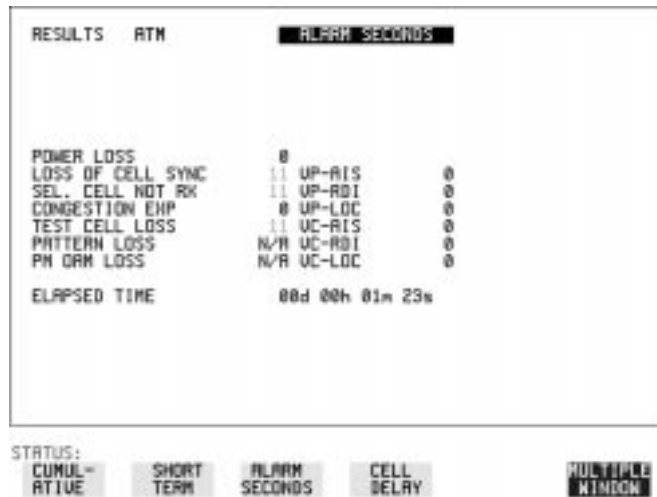 RESULTS ATM ALARM SECONDS
POWER LOSS 0
LOSS OF CELL SYNC 11 VP-AIS 0
SEL. CELL NOT RX 11 VP-RDI 0
CONGESTION EXP 0 VP-LOC 0
TEST CELL LOSS 11 VC-AIS 0
PATTERN LOSS N/A VC-RDI 0
PM OAM LOSS N/A VC-LOC 0
ELAPSED TIME 00d 00h 01m 23s
STATUS:
CUMUL- SHORT ALARM CELL MULTIPLE
ATIVE TERM SECONDS DELAY WINDOW